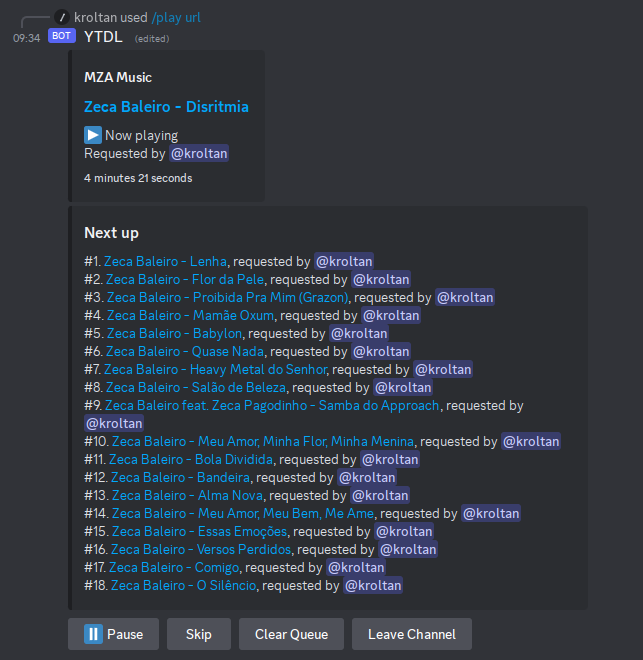 / kroltan used /play url
09:34 BOT YTDL (edited)
MZA Music
Zeca Baleiro - Disritmia
Now playing
Requested by @kroltan
4 minutes 21 seconds
Next up
#1. Zeca Baleiro - Lenha, requested by @kroltan
#2. Zeca Baleiro - Flor da Pele, requested by @kroltan
#3. Zeca Baleiro - Proibida Pra Mim (Grazon), requested by @kroltan
#4. Zeca Baleiro - Mamãe Oxum, requested by @kroltan
#5. Zeca Baleiro - Babylon, requested by @kroltan
#6. Zeca Baleiro - Quase Nada, requested by @kroltan
#7. Zeca Baleiro - Heavy Metal do Senhor, requested by @kroltan
#8. Zeca Baleiro - Salão de Beleza, requested by @kroltan
#9. Zeca Baleiro feat. Zeca Pagodinho - Samba do Approach, requested by
@kroltan
#10. Zeca Baleiro - Meu Amor, Minha Flor, Minha Menina, requested by @kroltan
#11. Zeca Baleiro - Bola Dividida, requested by @kroltan
#12. Zeca Baleiro - Bandeira, requested by @kroltan
#13. Zeca Baleiro - Alma Nova, requested by @kroltan
#14. Zeca Baleiro - Meu Amor, Meu Bem, Me Ame, requested by @kroltan
#15. Zeca Baleiro - Essas Emoções, requested by @kroltan
#16. Zeca Baleiro - Versos Perdidos, requested by @kroltan
#17. Zeca Baleiro - Comigo, requested by @kroltan
#18. Zeca Baleiro - O Silêncio, requested by @kroltan
Pause Skip Clear Queue Leave Channel